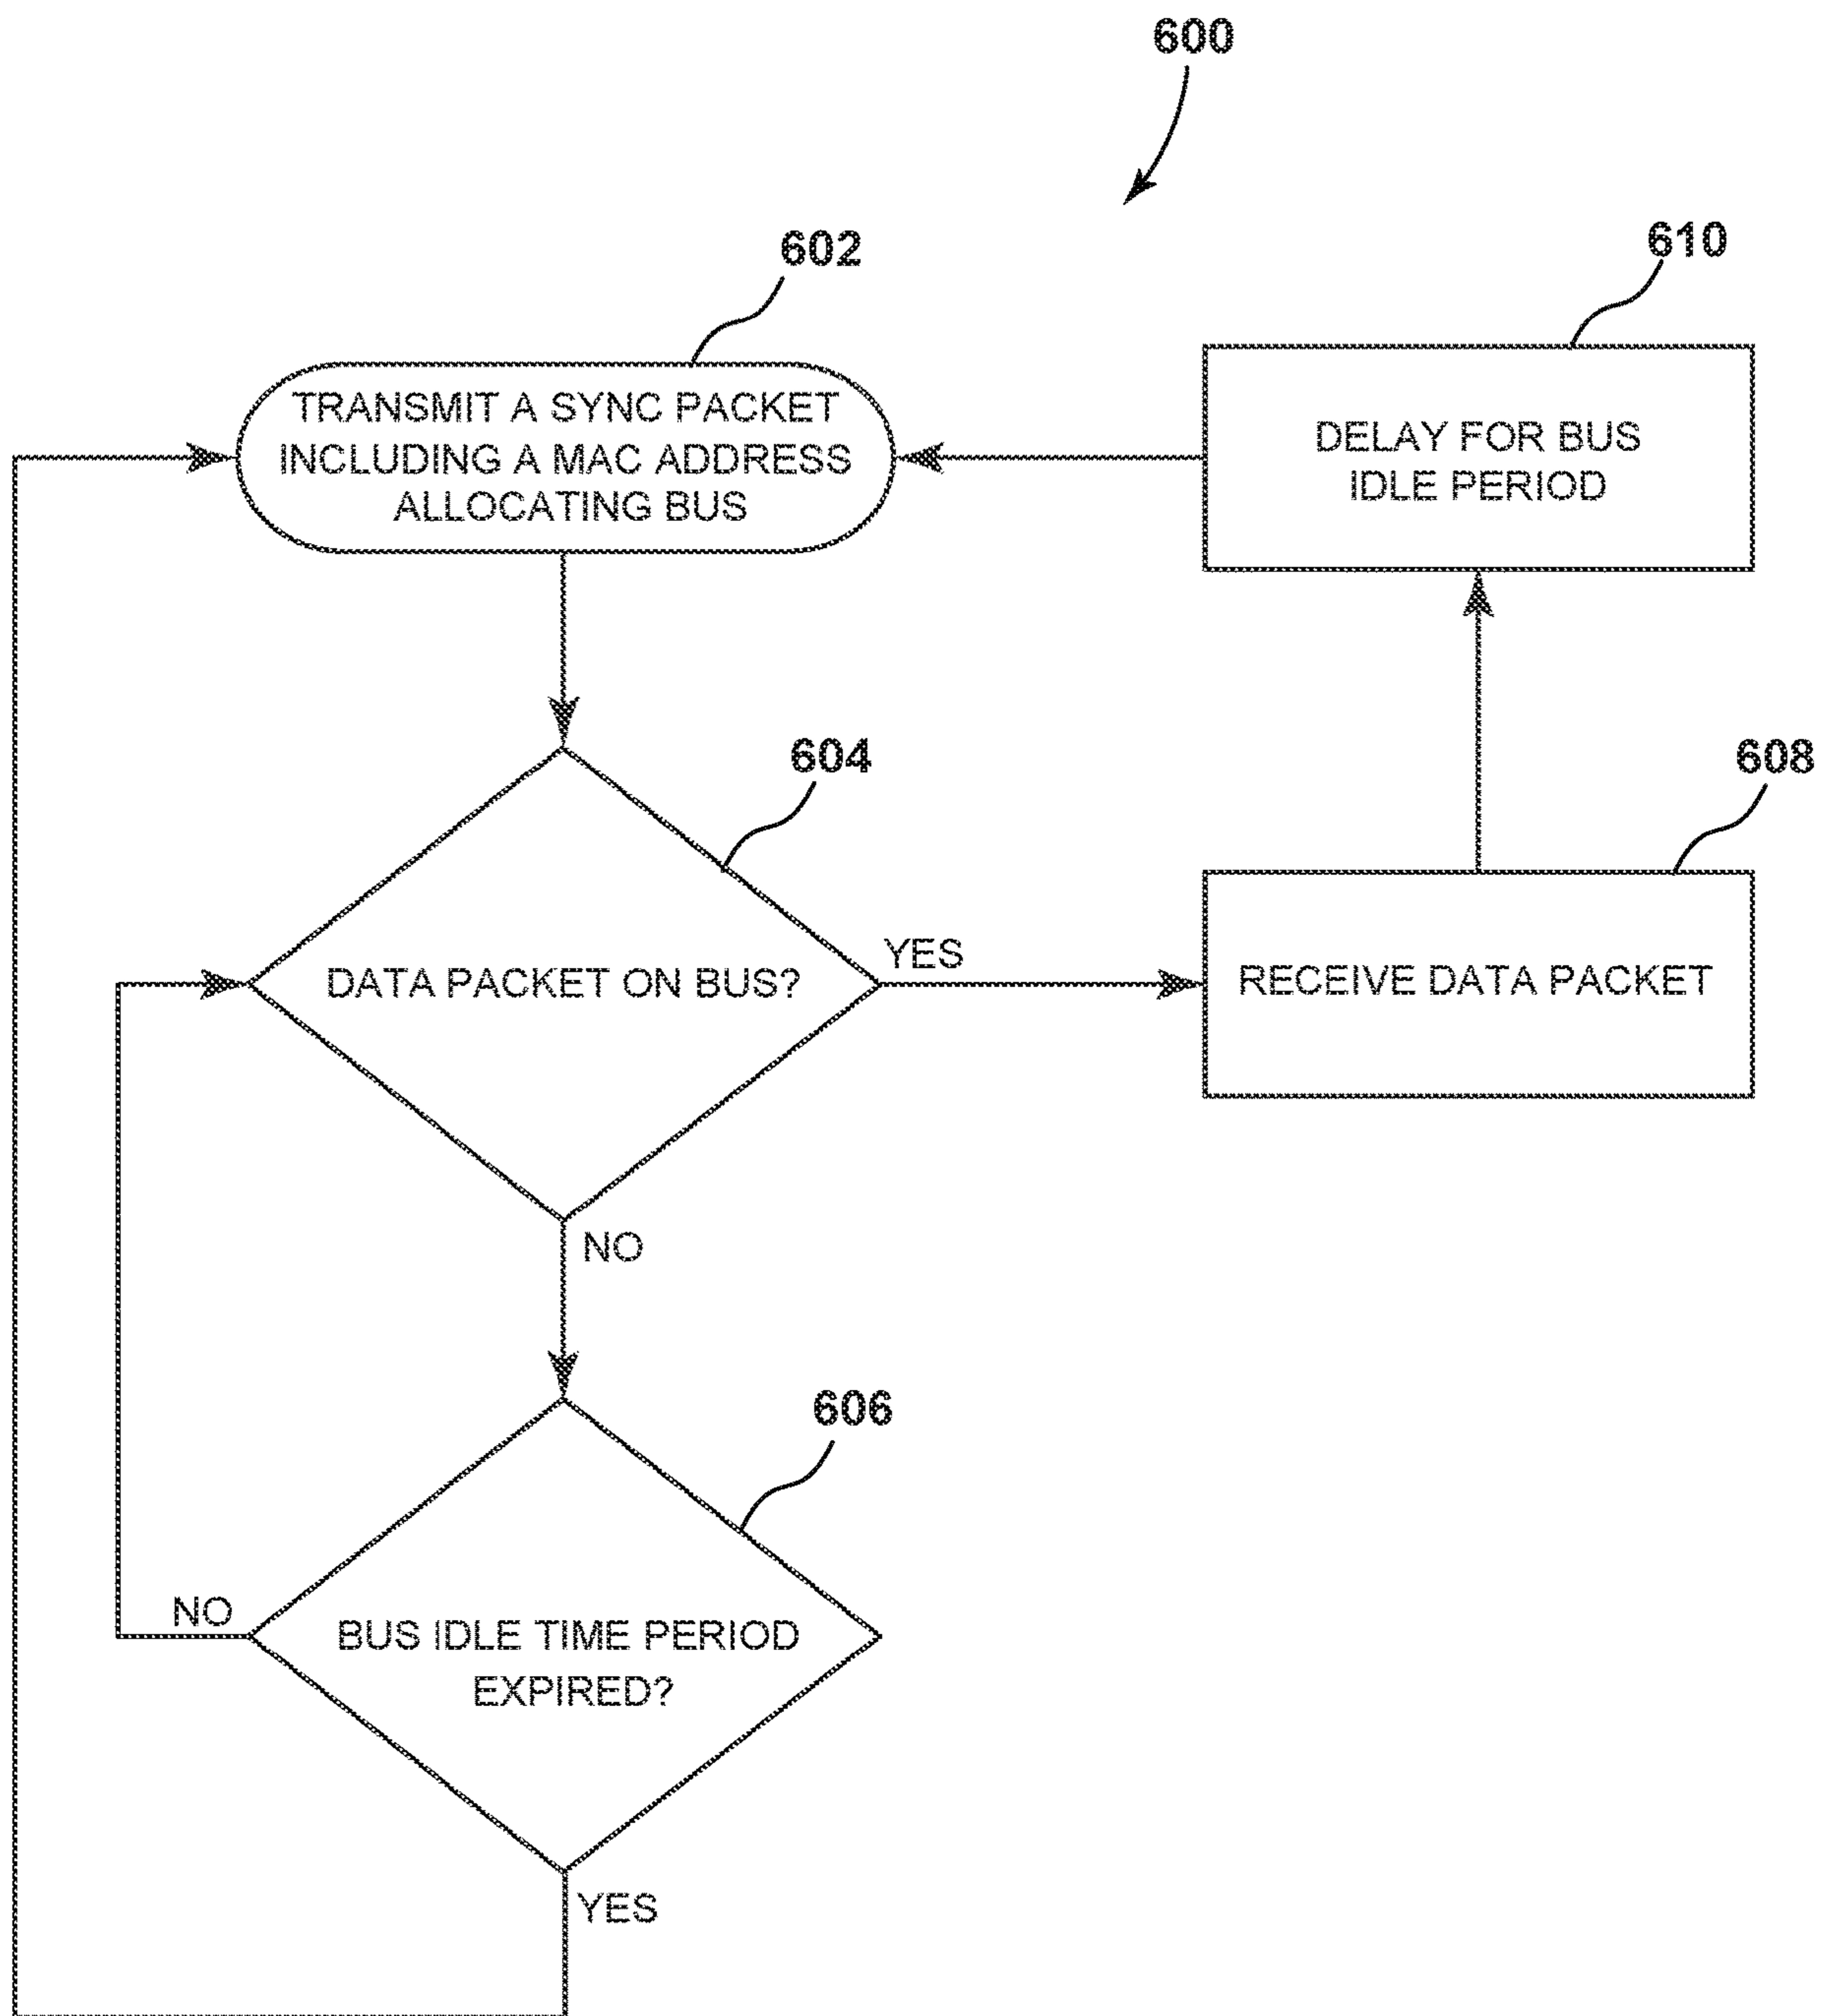 600
602
610
TRANSMIT A SYNC PACKET
INCLUDING A MAC ADDRESS
ALLOCATING BUS
DELAY FOR BUS
IDLE PERIOD
604
608
DATA PACKET ON BUS?
YES
RECEIVE DATA PACKET
NO
606
NO
BUS IDLE TIME PERIOD
EXPIRED?
YES